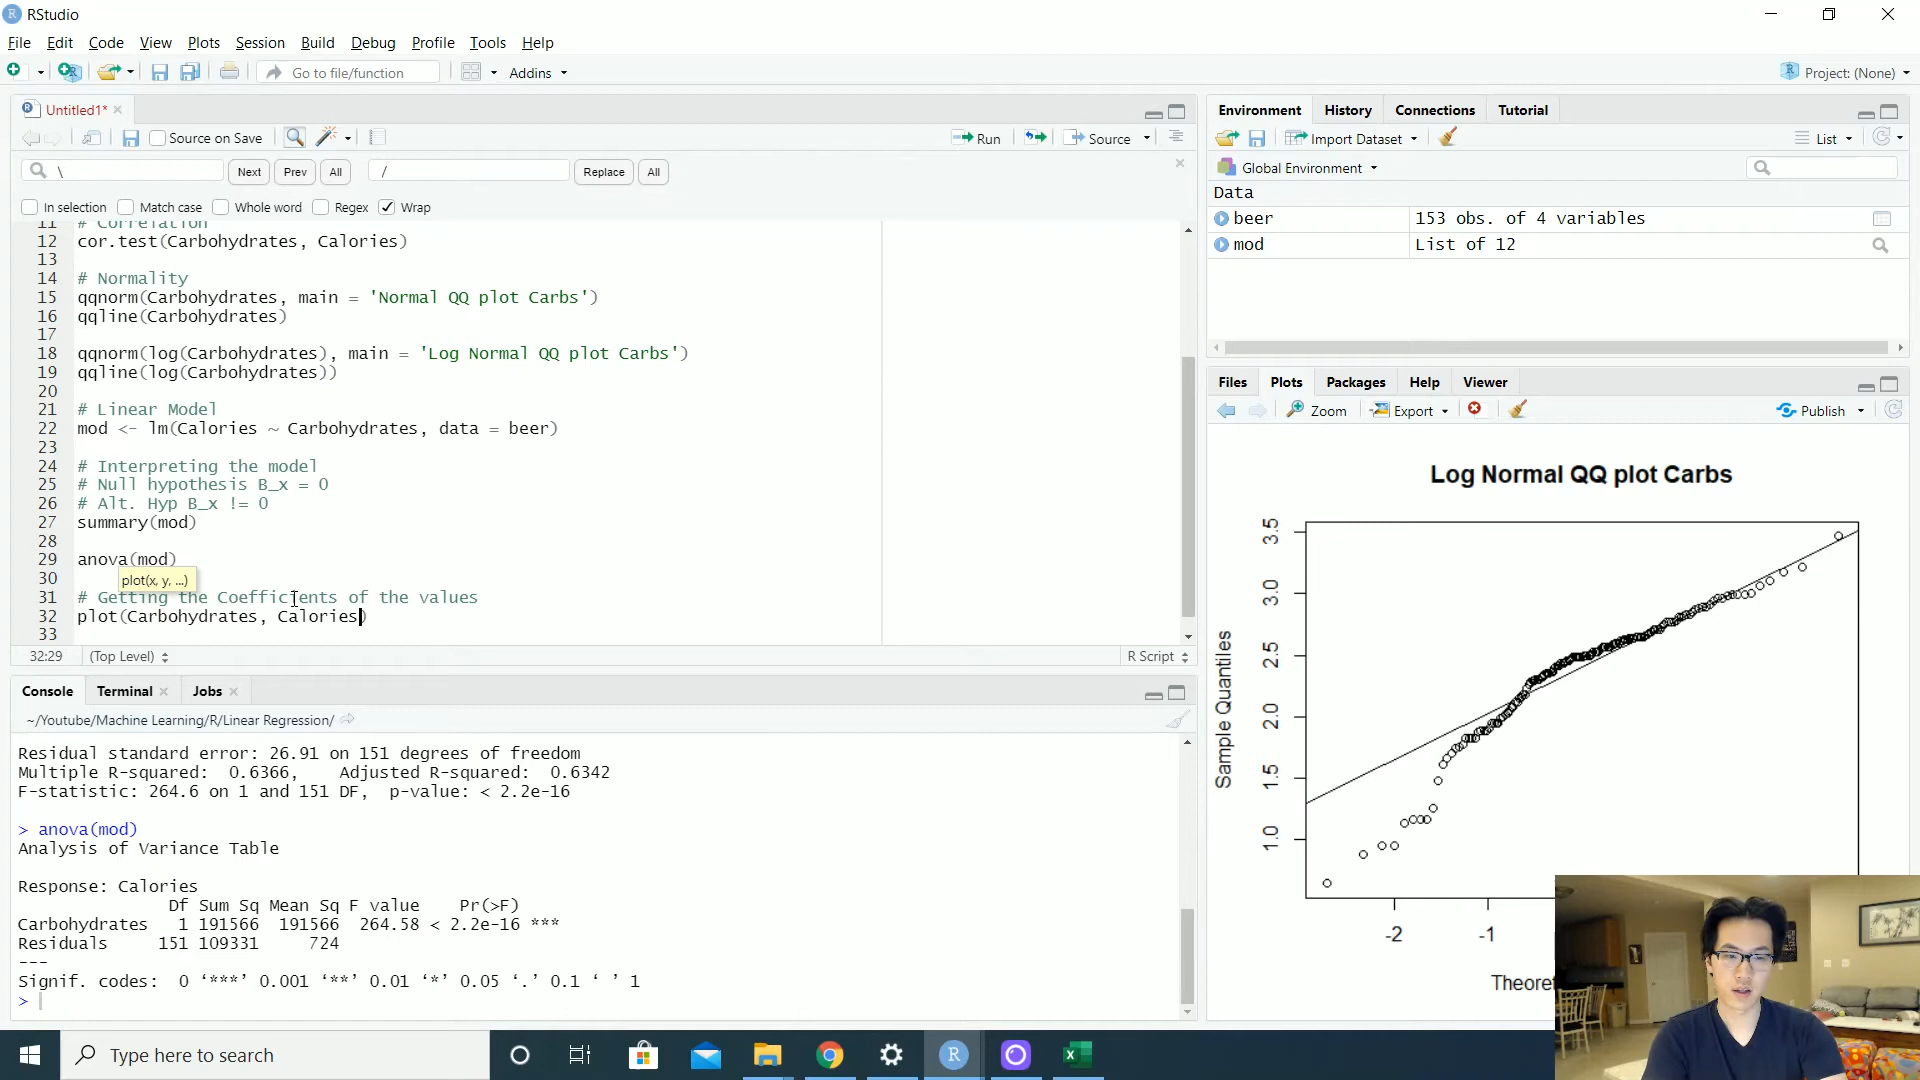 RStudio
File Edit Code View Plots Session Build Debug Profile Tools Help
Go to file/function Addins Project: (None)
Untitled1*
Source on Save Run Source
\ Next Prev All / Replace All
In selection Match case Whole word Regex Wrap
11 # Correlation
12 cor.test(Carbohydrates, Calories)
13
14 # Normality
15 qqnorm(Carbohydrates, main = 'Normal QQ plot Carbs')
16 qqline(Carbohydrates)
17
18 qqnorm(log(Carbohydrates), main = 'Log Normal QQ plot Carbs')
19 qqline(log(Carbohydrates))
20
21 # Linear Model
22 mod <- lm(Calories ~ Carbohydrates, data = beer)
23
24 # Interpreting the model
25 # Null hypothesis B_x = 0
26 # Alt. Hyp B_x != 0
27 summary(mod)
28
29 anova(mod)
30 plot(x, y, ...)
31 # Getting the Coefficients of the values
32 plot(Carbohydrates, Calories)
33
32:29 (Top Level) R Script
Console Terminal Jobs
~/Youtube/Machine Learning/R/Linear Regression/
Residual standard error: 26.91 on 151 degrees of freedom
Multiple R-squared: 0.6366, Adjusted R-squared: 0.6342
F-statistic: 264.6 on 1 and 151 DF, p-value: < 2.2e-16
> anova(mod)
Analysis of Variance Table
Response: Calories
Df Sum Sq Mean Sq F value Pr(>F)
Carbohydrates 1 191566 191566 264.58 < 2.2e-16 ***
Residuals 151 109331 724
---
Signif. codes: 0 ‘***’ 0.001 ‘**’ 0.01 ‘*’ 0.05 ‘.’ 0.1 ‘ ’ 1
>
Environment History Connections Tutorial
Import Dataset List
Global Environment
Data
beer 153 obs. of 4 variables
mod List of 12
Files Plots Packages Help Viewer
Zoom Export Publish
Log Normal QQ plot Carbs
Sample Quantiles
3.5
3.0
2.5
2.0
1.5
1.0
-2 -1
Theoret
Type here to search